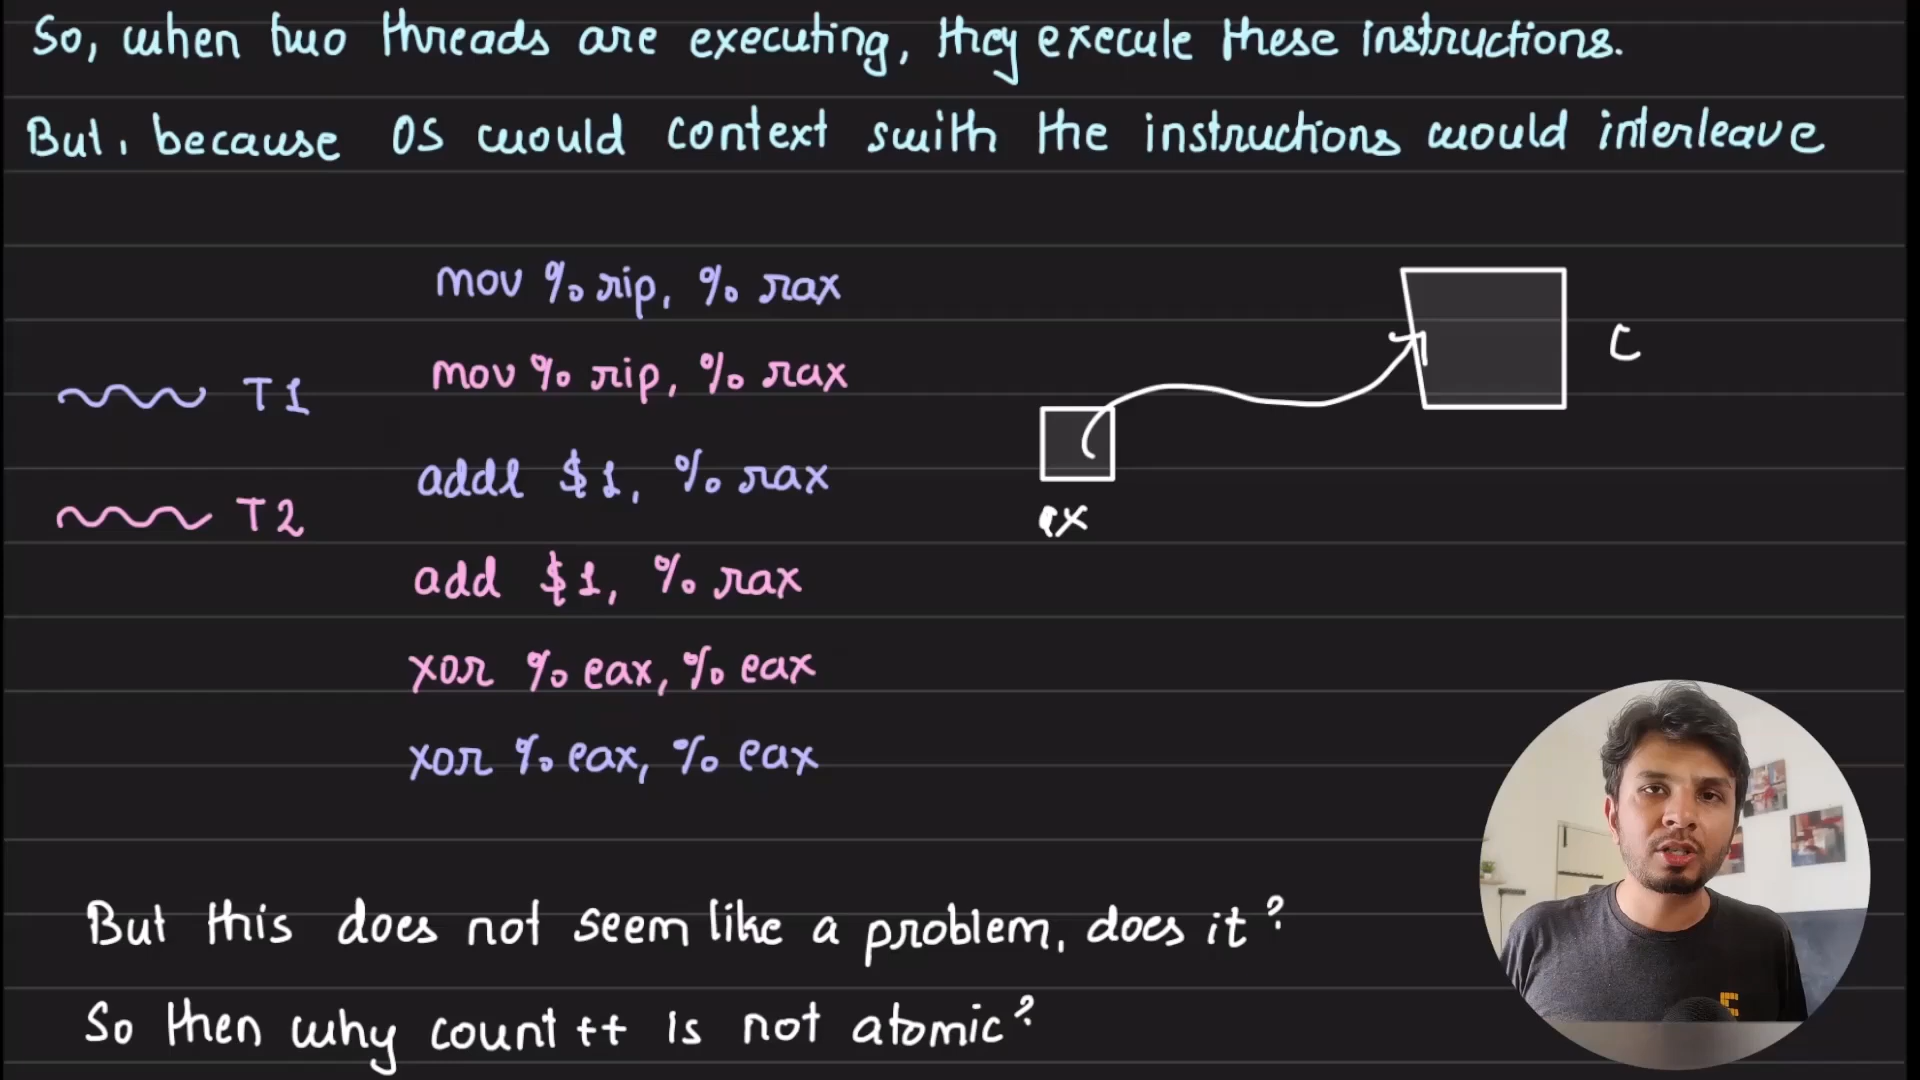 So, when two threads are executing, they execule these instructions.
But, because OS would context swith the instructions would interleave
mov % rip, % rax
mov % rip, % rax
T1
addl $1, % rax
T2
add $1, % rax
xor % eax, % eax
xor % eax, % eax
C
But this does not seem like a problem, does it?
So then why count ++ is not atomic?